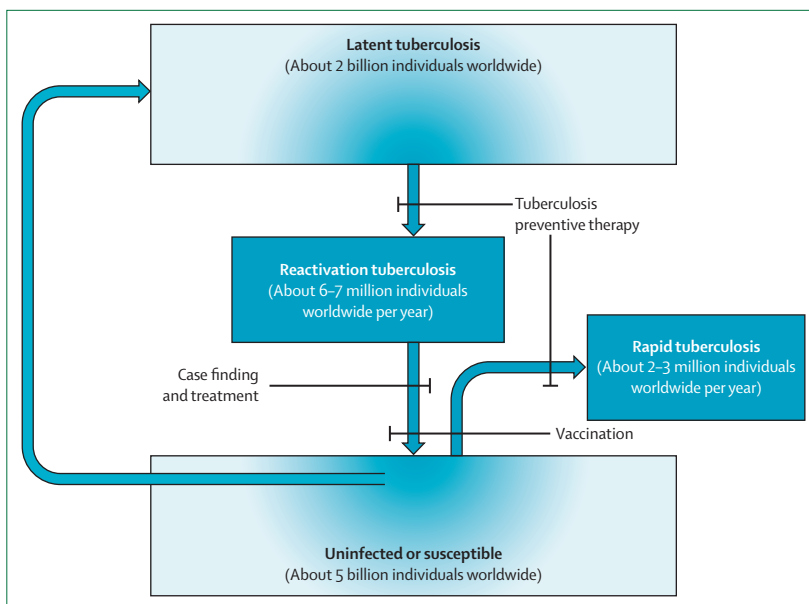 Latent tuberculosis
(About 2 billion individuals worldwide)
Tuberculosis
preventive therapy
Reactivation tuberculosis
(About 6–7 million individuals
worldwide per year)
Rapid tuberculosis
(About 2–3 million individuals
worldwide per year)
Case finding
and treatment
Vaccination
Uninfected or susceptible
(About 5 billion individuals worldwide)